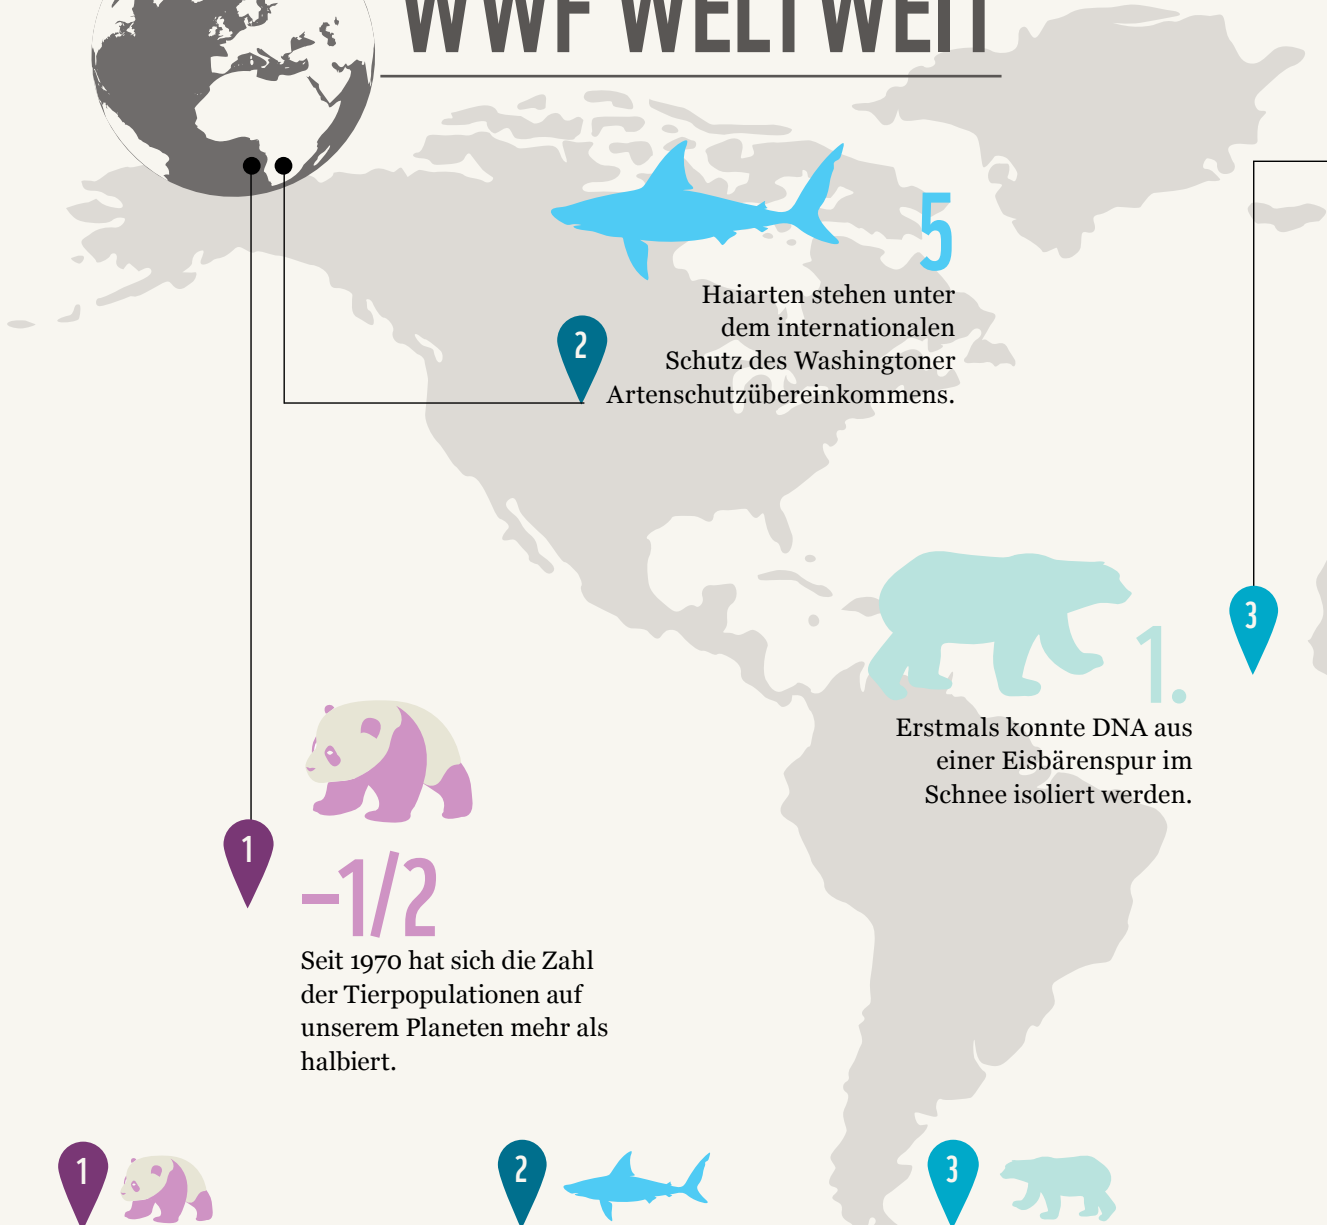 WWF WELTWEIT
5
Haiarten stehen unter
dem internationalen
Schutz des Washingtoner
Artenschutzübereinkommens.
2
3
1.
Erstmals konnte DNA aus
einer Eisbärenspur im
Schnee isoliert werden.
1
–1/2
Seit 1970 hat sich die Zahl
der Tierpopulationen auf
unserem Planeten mehr als
halbiert.
1
2
3